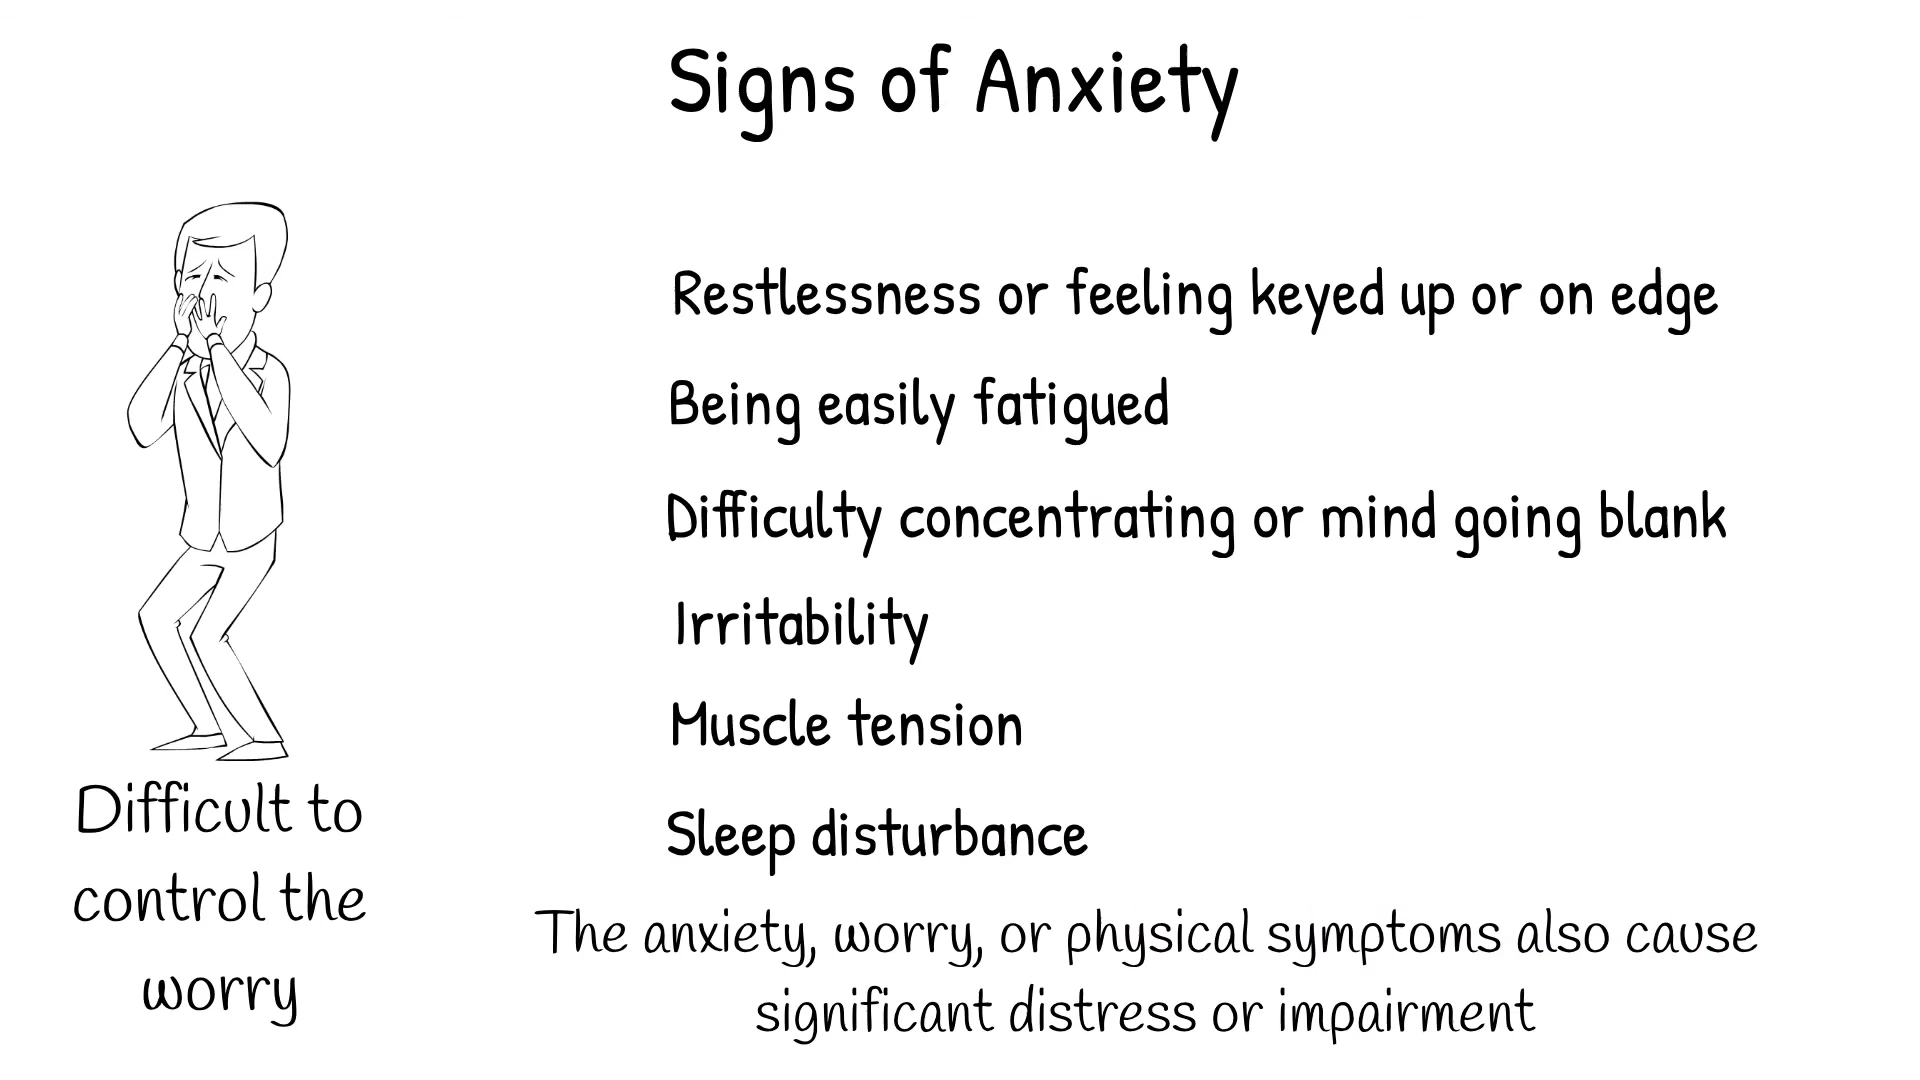 Signs of Anxiety
Restlessness or feeling keyed up or on edge
Being easily fatigued
Difficulty concentrating or mind going blank
Irritability
Muscle tension
Sleep disturbance
Difficult to
control the
worry
The anxiety, worry, or physical symptoms also cause
significant distress or impairment